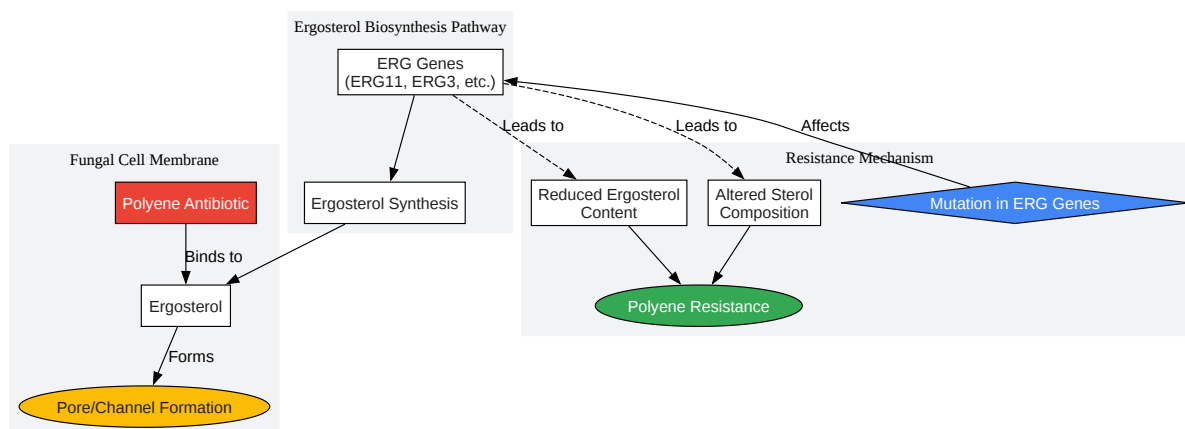 Ergosterol Biosynthesis Pathway
ERG Genes
(ERG11, ERG3, etc.)
Leads to
Leads to
Affects
Fungal Cell Membrane
Resistance Mechanism
Polyene Antibiotic
Ergosterol Synthesis
Reduced Ergosterol
Content
Altered Sterol
Composition
Mutation in ERG Genes
Binds to
Ergosterol
Polyene Resistance
Forms
Pore/Channel Formation